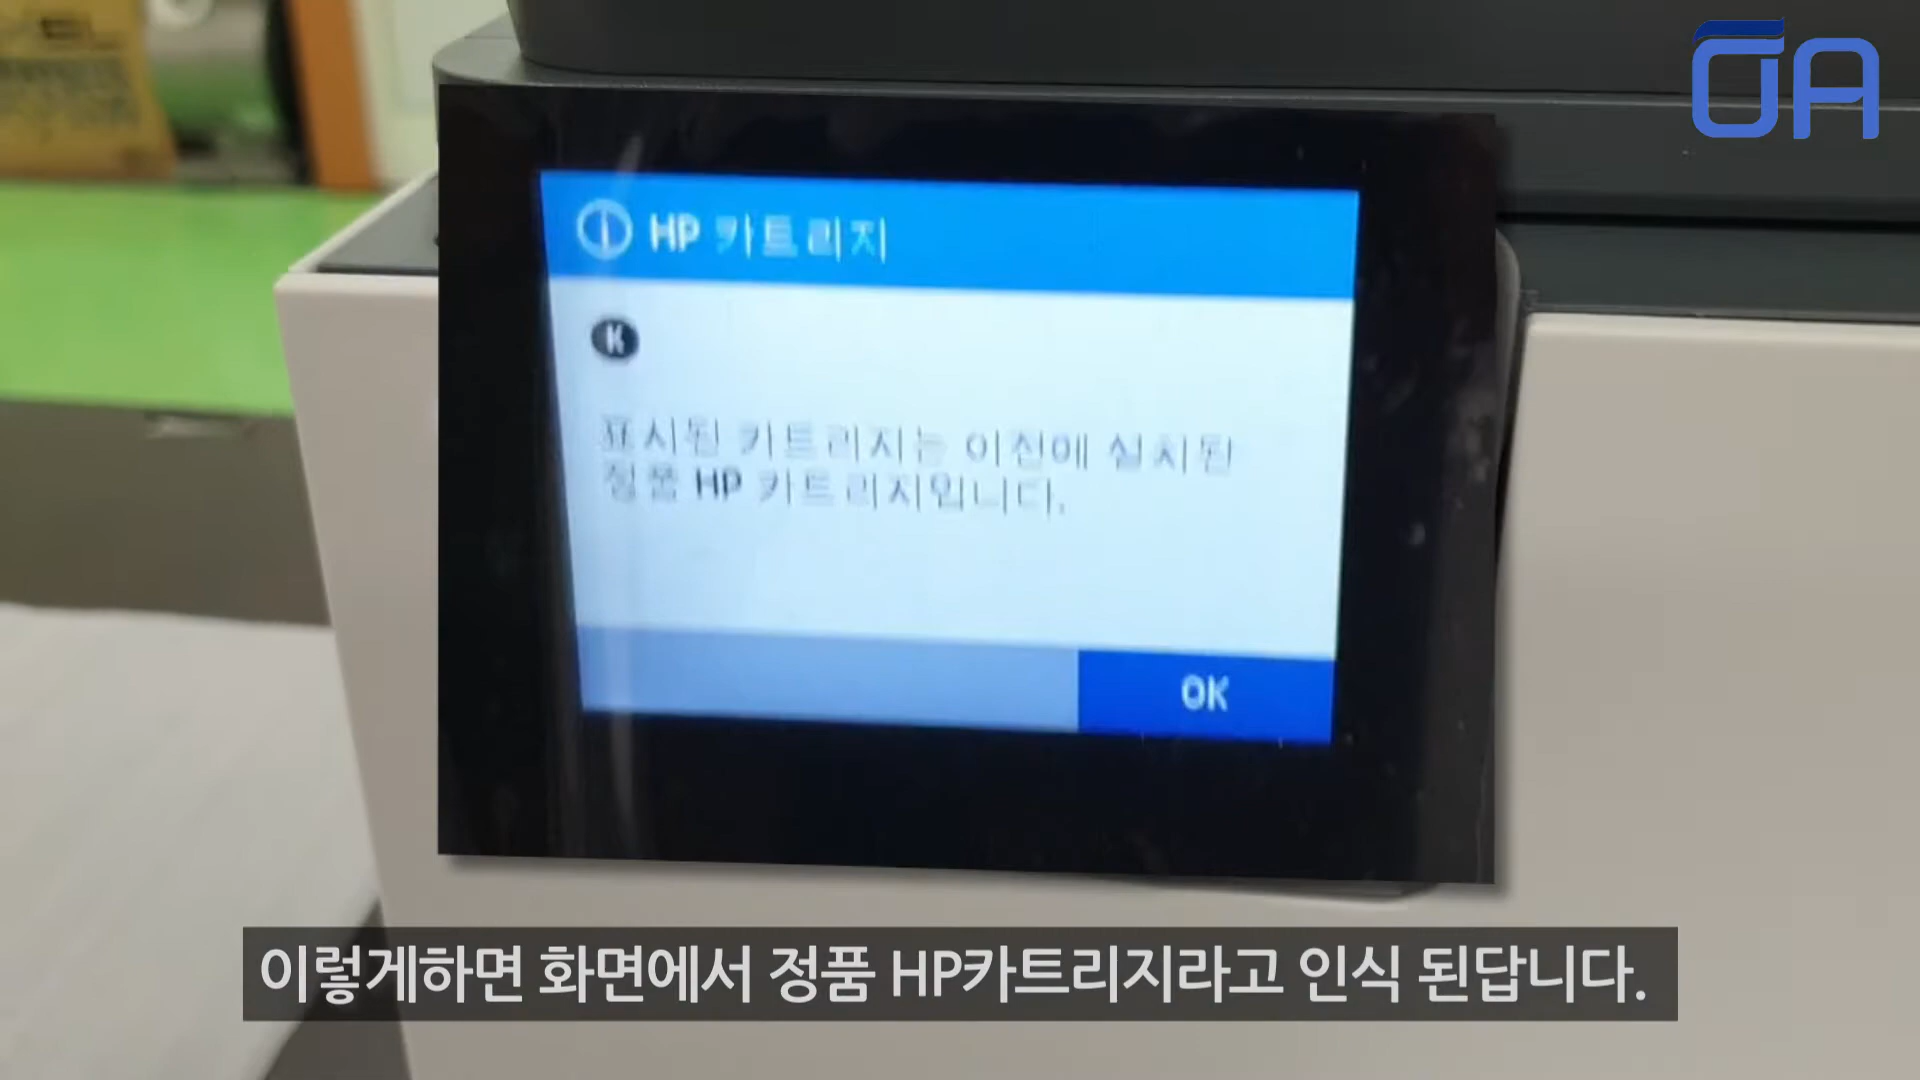 GA
HP 카트리지
K
표시된 카트리지는 이전에 설치된
정품 HP 카트리지입니다.
OK
이렇게하면 화면에서 정품 HP카트리지라고 인식 된답니다.